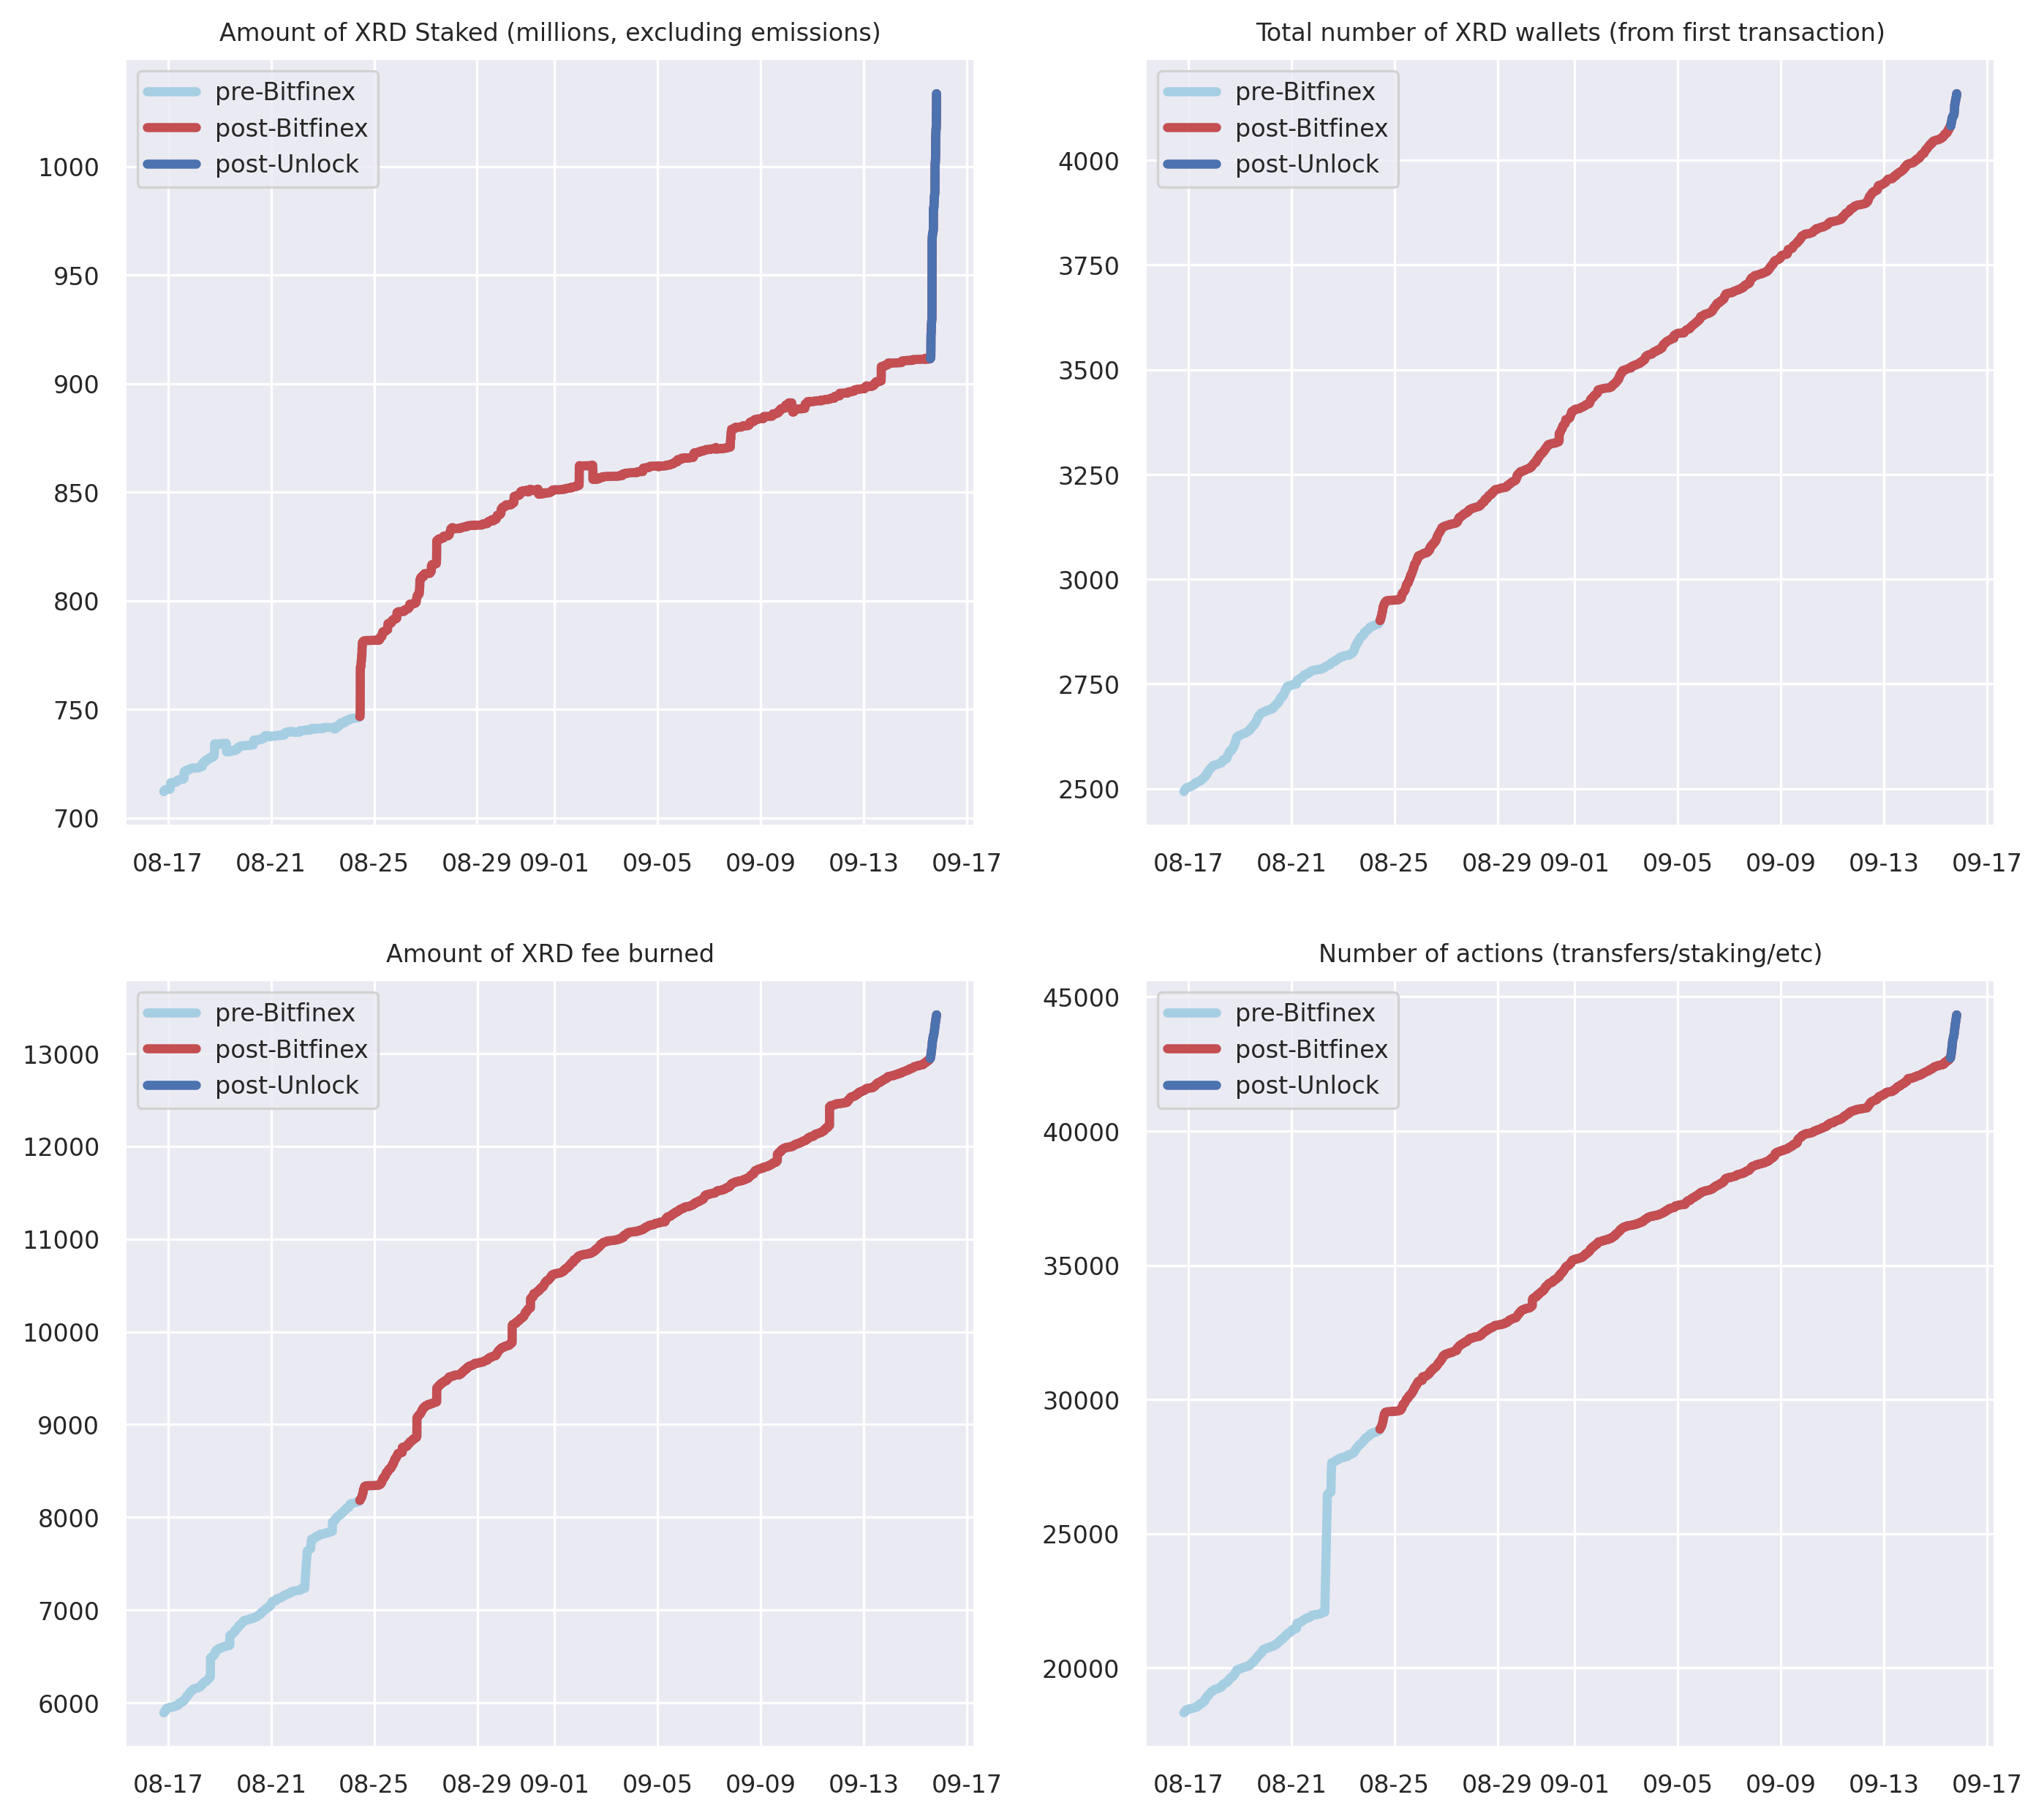 Amount of XRD Staked (millions, excluding emissions)
pre-Bitfinex
post-Bitfinex
post-Unlock
1000
950
900
850
800
750
700
08-17 08-21 08-25 08-29 09-01 09-05 09-09 09-13 09-17
Total number of XRD wallets (from first transaction)
pre-Bitfinex
post-Bitfinex
post-Unlock
4000
3750
3500
3250
3000
2750
2500
08-17 08-21 08-25 08-29 09-01 09-05 09-09 09-13 09-17
Amount of XRD fee burned
pre-Bitfinex
post-Bitfinex
post-Unlock
13000
12000
11000
10000
9000
8000
7000
6000
08-17 08-21 08-25 08-29 09-01 09-05 09-09 09-13 09-17
Number of actions (transfers/staking/etc)
pre-Bitfinex
post-Bitfinex
post-Unlock
45000
40000
35000
30000
25000
20000
08-17 08-21 08-25 08-29 09-01 09-05 09-09 09-13 09-17